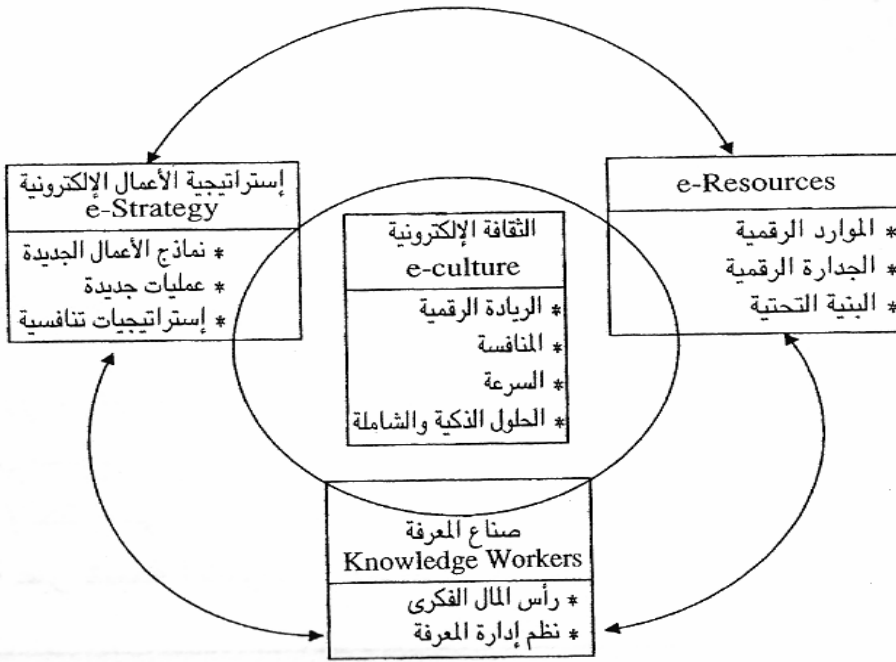 إستراتيجية الأعمال الإلكترونية
e-Strategy
* نماذج الأعمال الجديدة
* عمليات جديدة
* إستراتيجيات تنافسية
e-Resources
* الموارد الرقمية
* الجدارة الرقمية
* البنية التحتية
الثقافة الإلكترونية
e-culture
* الريادة الرقمية
* المنافسة
* السرعة
* الحلول الذكية والشاملة
صناع المعرفة
Knowledge Workers
* رأس المال الفكرى
* نظم إدارة المعرفة